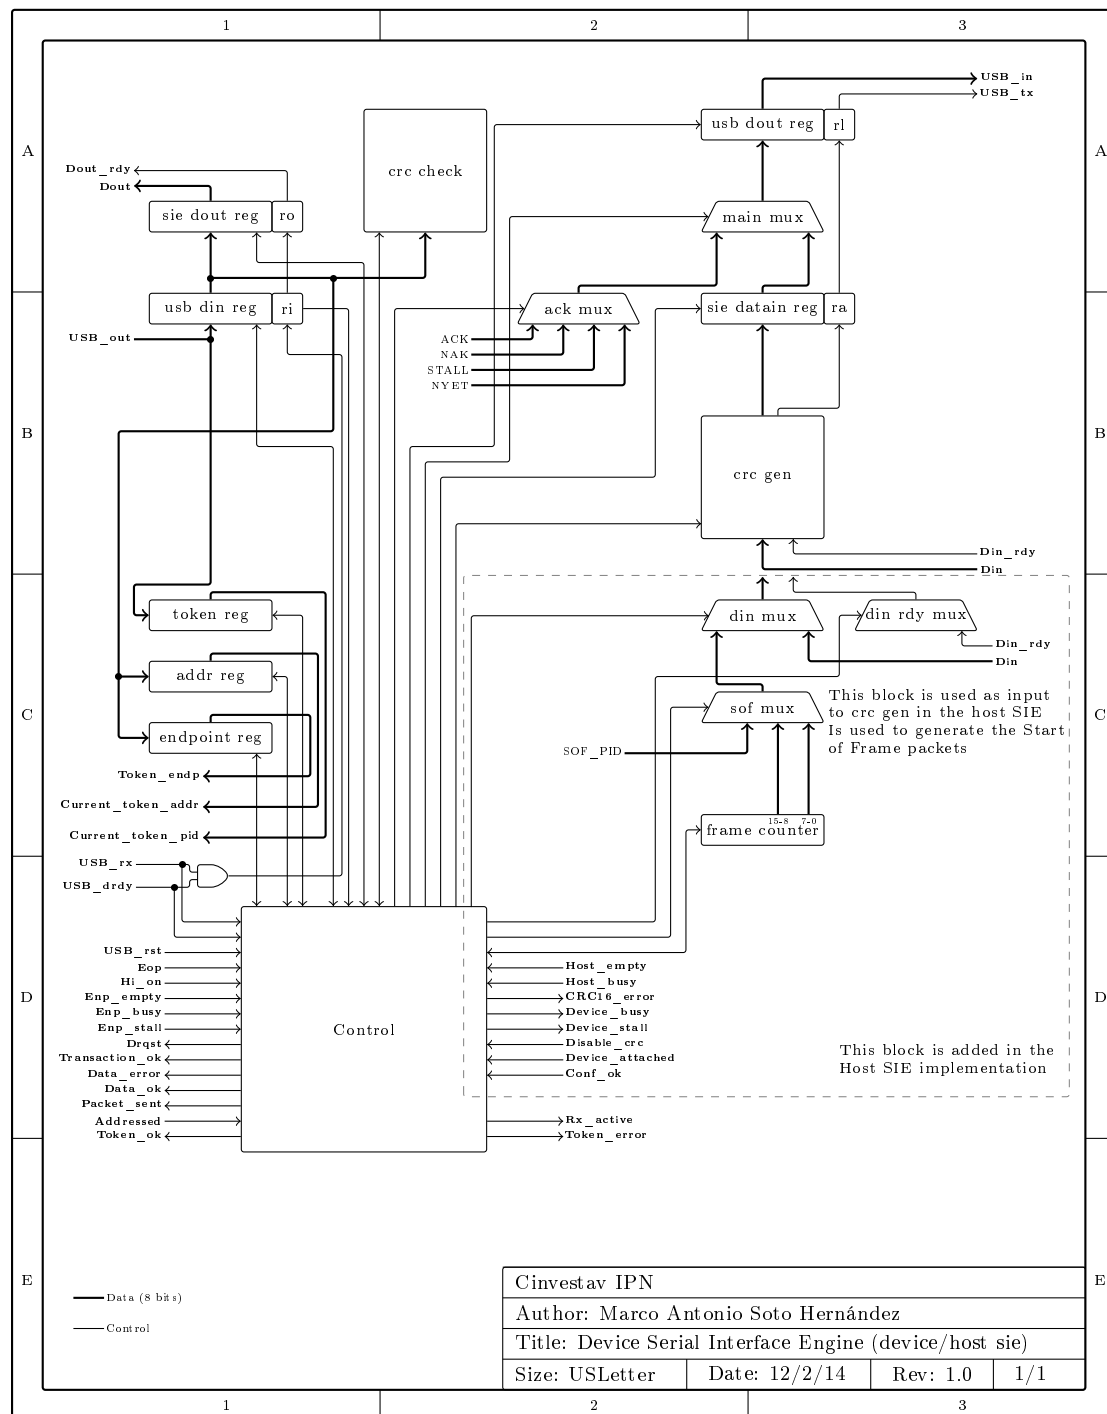 1 2 3
A A
B B
C C
D D
E E
USB_in
USB_tx
usb dout reg rl
crc check
Dout_rdy
Dout
sie dout reg ro
main mux
usb din reg ri
ack mux
sie datain reg ra
USB_out
ACK
NAK
STALL
NYET
crc gen
Din_rdy
Din
token reg
din mux
din rdy mux
Din_rdy
Din
addr reg
This block is used as input
to crc gen in the host SIE
Is used to generate the Start
of Frame packets
sof mux
endpoint reg
SOF_PID
Token_endp
Current_token_addr
Current_token_pid
15-8 7-0
frame counter
USB_rx
USB_drdy
USB_rst
Eop
Hi_on
Enp_empty
Enp_busy
Enp_stall
Drqst
Transaction_ok
Data_error
Data_ok
Packet_sent
Addressed
Token_ok
Control
Host_empty
Host_busy
CRC16_error
Device_busy
Device_stall
Disable_crc
Device_attached
Conf_ok
Rx_active
Token_error
This block is added in the
Host SIE implementation
Data (8 bits)
Control
Cinvestav IPN
Author: Marco Antonio Soto Hernández
Title: Device Serial Interface Engine (device/host sie)
Size: USLetter Date: 12/2/14 Rev: 1.0 1/1
1 2 3